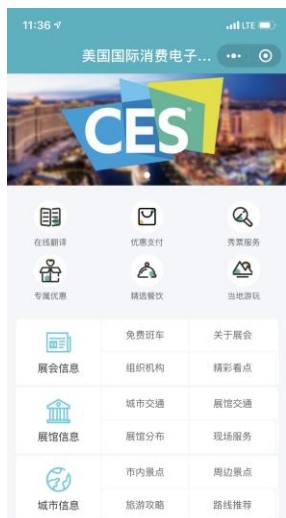 11:36
LTE
美国国际消费电子...
CES
在线翻译 优惠支付 秀票服务
专属优惠 精选餐饮 当地游玩
免费班车 关于展会
展会信息
组织机构 精彩看点
城市交通 展馆交通
展馆信息
展馆分布 现场服务
市内景点 周边景点
城市信息
旅游攻略 路线推荐